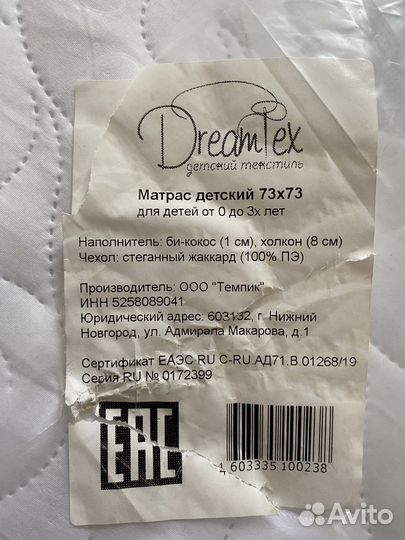 DreamTex
детский текстиль
Матрас детский 73x73
для детей от 0 до 3х лет
Наполнитель: би-кокос (1 см), холкон (8 см)
Чехол: стеганный жаккард (100% ПЭ)
Производитель: ООО "Темпик"
ИНН 5258089041
Юридический адрес: 603132, г. Нижний
Новгород, ул. Адмирала Макарова, д.1
Сертификат ЕАЭС RU C-RU.АД71.В.01268/19
Серия RU № 0172399
EAC
4 603335 100238
Avito